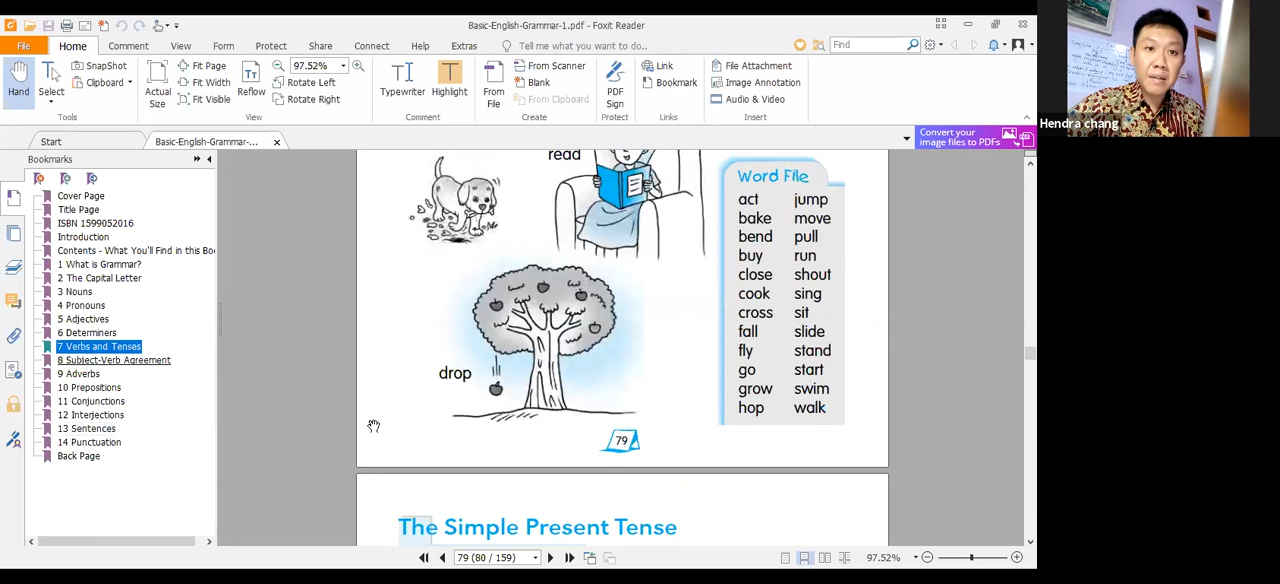 Basic-English-Grammar-1.pdf - Foxit Reader
File Home Comment View Form Protect Share Connect Help Extras Tell me what you want to do.. Find
Hand
Select
SnapShot
Clipboard
Tools
Actual Size
Fit Page
Fit Width
Fit Visible
Reflow
97.52%
Rotate Left
Rotate Right
View
Typewriter
Highlight
Comment
From File
From Scanner
Blank
From Clipboard
Create
PDF Sign
Protect
Link
Bookmark
Links
File Attachment
Image Annotation
Audio & Video
Insert
Hendra chang
Start
Basic-English-Grammar-...
Convert your
image files to PDFs
Bookmarks
Cover Page
Title Page
ISBN 1599052016
Introduction
Contents - What You'll Find in this Boo
1 What is Grammar?
2 The Capital Letter
3 Nouns
4 Pronouns
5 Adjectives
6 Determiners
7 Verbs and Tenses
8 Subject-Verb Agreement
9 Adverbs
10 Prepositions
11 Conjunctions
12 Interjections
13 Sentences
14 Punctuation
Back Page
read
drop
Word File
act jump
bake move
bend pull
buy run
close shout
cook sing
cross sit
fall slide
fly stand
go start
grow swim
hop walk
79
The Simple Present Tense
79 (80 / 159)
97.52%